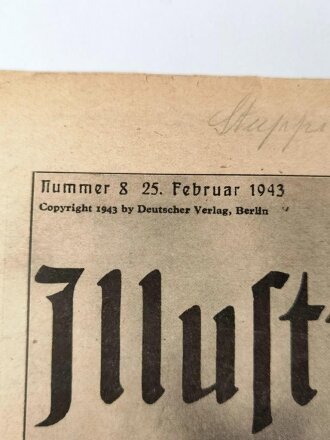 Nummer 8 25. Februar 1943
Copyright 1943 by Deutscher Verlag, Berlin
Illuſt